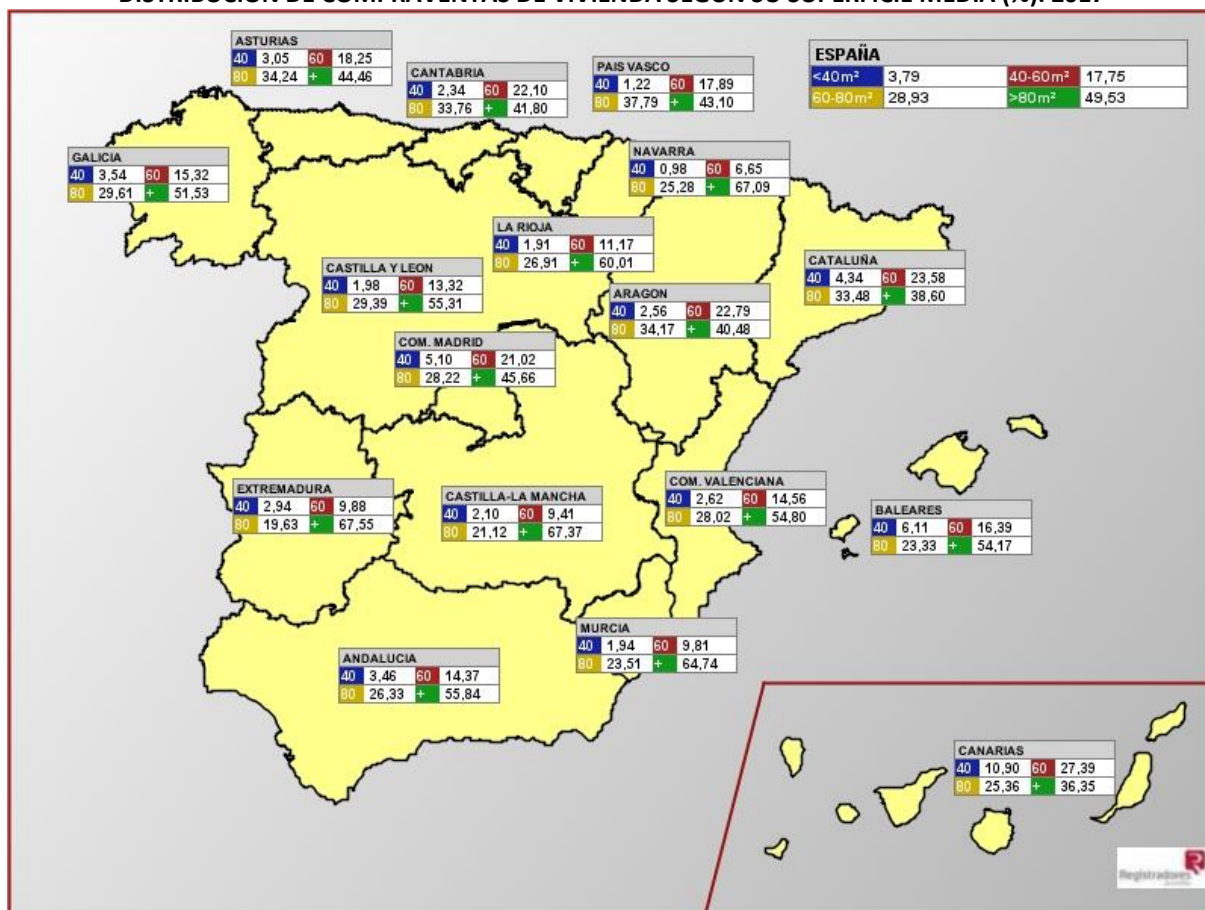 DISTRIBUCIÓN DE COMPRAVENTAS DE VIVIENDA SEGÚN SU SUPERFICIE MEDIA (%). 2017
ASTURIAS
40 3,05 60 18,25
80 34,24 + 44,46
CANTABRIA
40 2,34 60 22,10
80 33,76 + 41,80
PAIS VASCO
40 1,22 60 17,89
80 37,79 + 43,10
ESPAÑA
<40m² 3,79 40-60m² 17,75
60-80m² 28,93 >80m² 49,53
GALICIA
40 3,54 60 15,32
80 29,61 + 51,53
NAVARRA
40 0,98 60 6,65
80 25,28 + 67,09
LA RIOJA
40 1,91 60 11,17
80 26,91 + 60,01
CASTILLA Y LEON
40 1,98 60 13,32
80 29,39 + 55,31
CATALUÑA
40 4,34 60 23,58
80 33,48 + 38,60
ARAGON
40 2,56 60 22,79
80 34,17 + 40,48
COM. MADRID
40 5,10 60 21,02
80 28,22 + 45,66
EXTREMADURA
40 2,94 60 9,88
80 19,63 + 67,55
CASTILLA-LA MANCHA
40 2,10 60 9,41
80 21,12 + 67,37
COM. VALENCIANA
40 2,62 60 14,56
80 28,02 + 54,80
BALEARES
40 6,11 60 16,39
80 23,33 + 54,17
MURCIA
40 1,94 60 9,81
80 23,51 + 64,74
ANDALUCIA
40 3,46 60 14,37
80 26,33 + 55,84
CANARIAS
40 10,90 60 27,39
80 25,36 + 36,35
Registradores